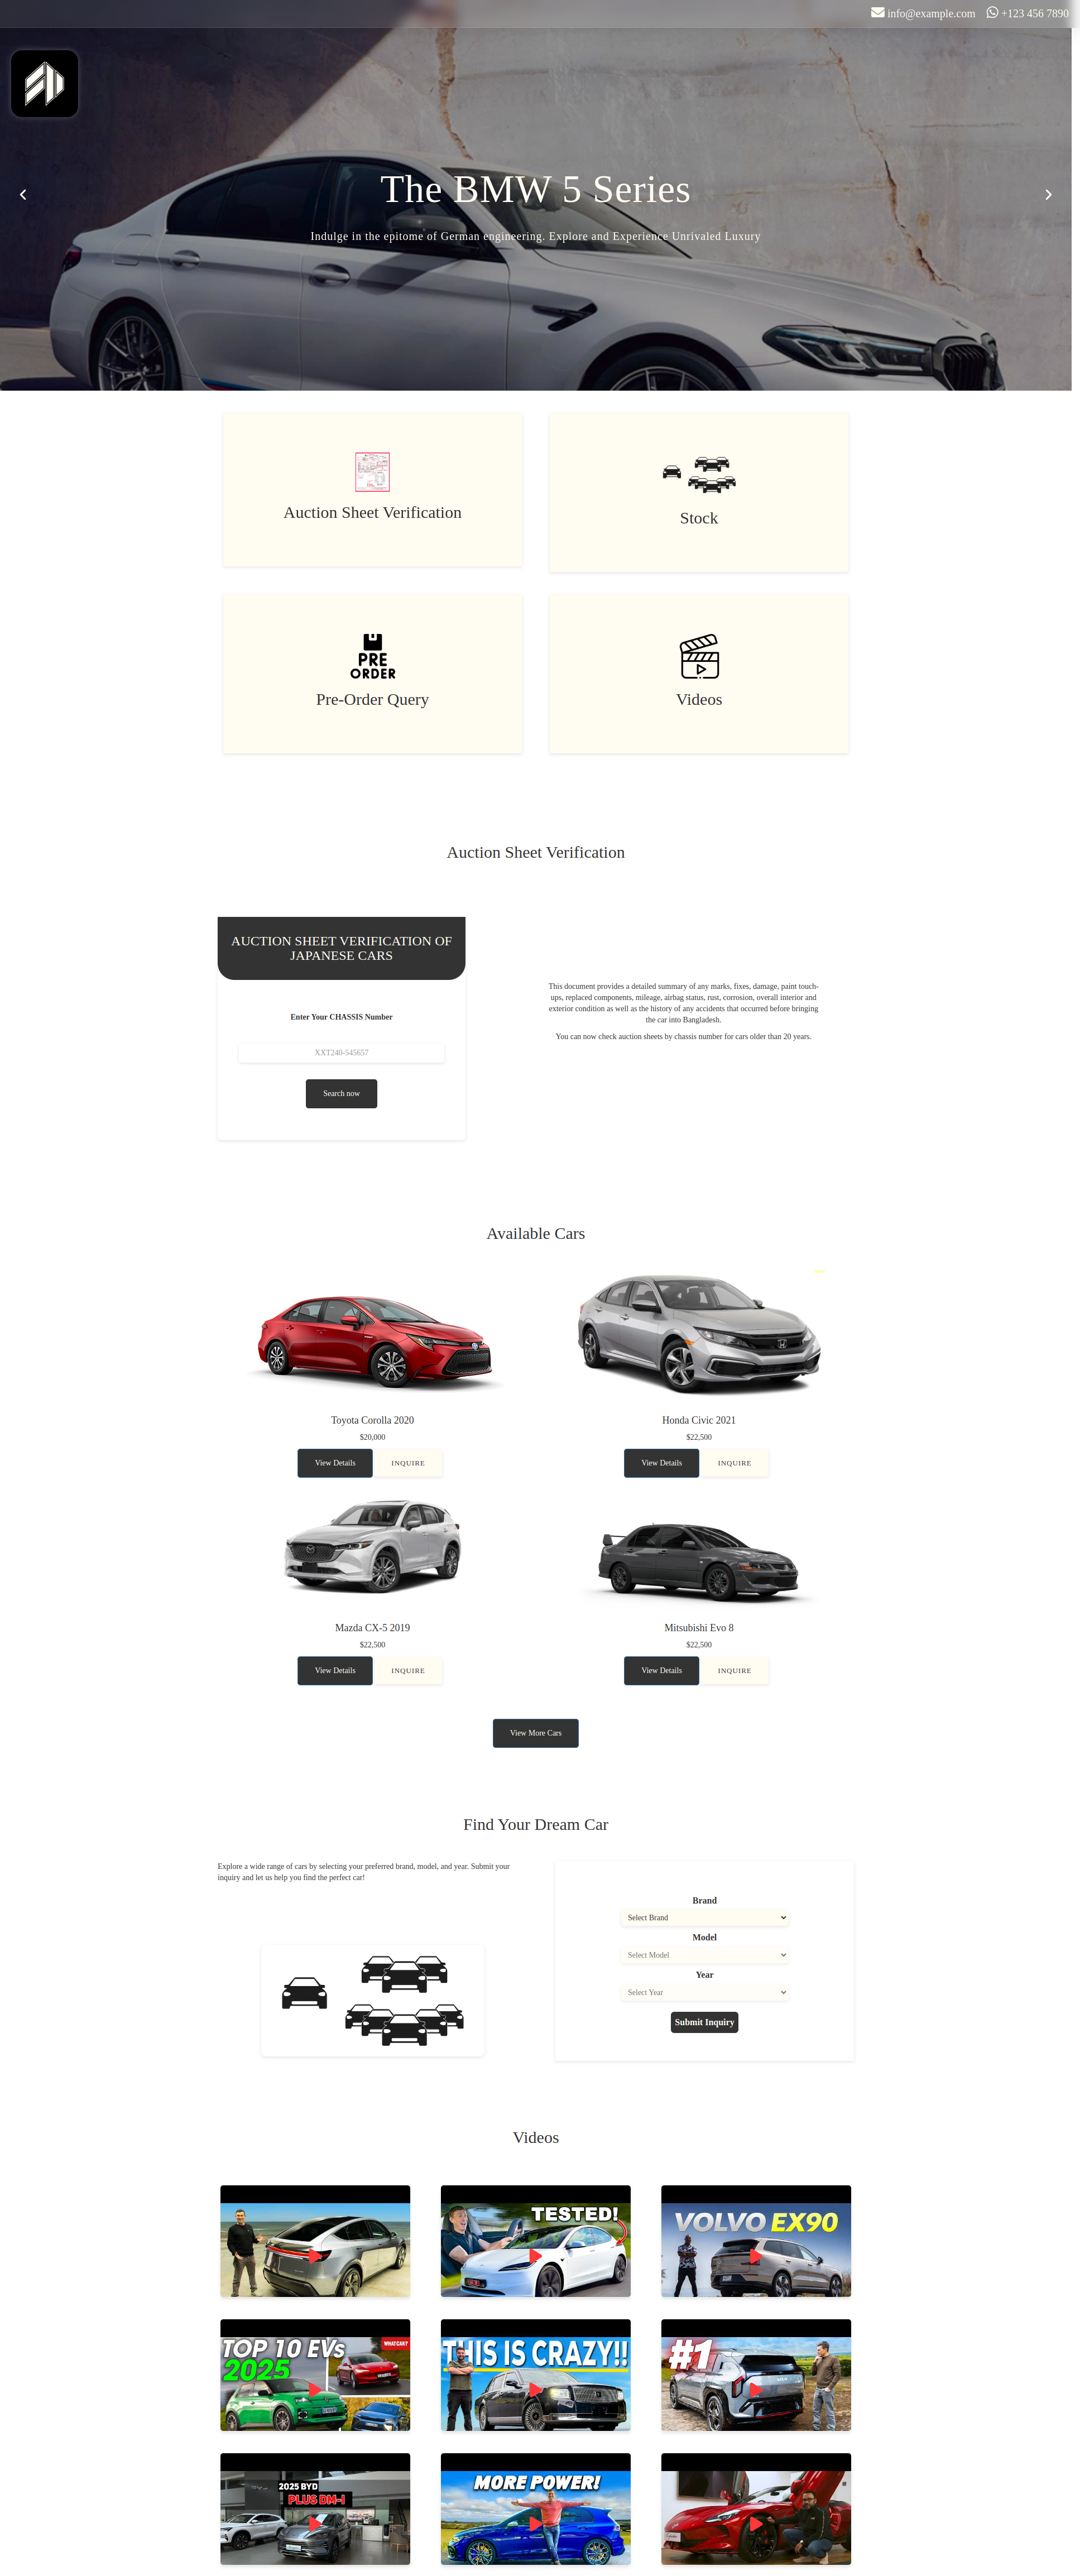 info@example.com +123 456 7890
The BMW 5 Series
Indulge in the epitome of German engineering. Explore and Experience Unrivaled Luxury
Auction Sheet Verification
Stock
PRE
ORDER
Pre-Order Query
Videos
Auction Sheet Verification
AUCTION SHEET VERIFICATION OF
JAPANESE CARS
Enter Your CHASSIS Number
XXT240-545657
Search now
This document provides a detailed summary of any marks, fixes, damage, paint touch-
ups, replaced components, mileage, airbag status, rust, corrosion, overall interior and
exterior condition as well as the history of any accidents that occurred before bringing
the car into Bangladesh.
You can now check auction sheets by chassis number for cars older than 20 years.
Available Cars
Toyota Corolla 2020
$20,000
View Details INQUIRE
Honda Civic 2021
$22,500
View Details INQUIRE
Mazda CX-5 2019
$22,500
View Details INQUIRE
Mitsubishi Evo 8
$22,500
View Details INQUIRE
View More Cars
Find Your Dream Car
Explore a wide range of cars by selecting your preferred brand, model, and year. Submit your
inquiry and let us help you find the perfect car!
Brand
Select Brand
Model
Select Model
Year
Select Year
Submit Inquiry
Videos
TESTED!
VOLVO EX90
TOP 10 EVs
2025
WHATCAR?
THIS IS CRAZY!!
#1
2025 BYD
PLUS DM-I
MORE POWER!